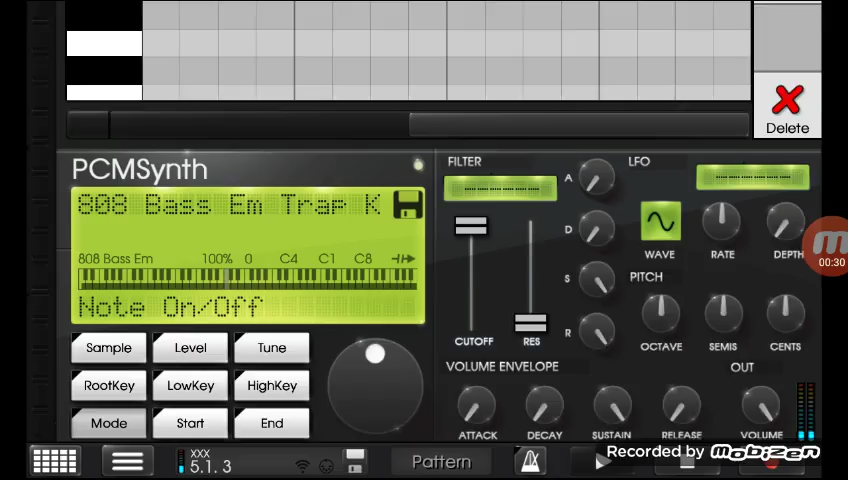 Delete
PCMSynth
808 Bass Em Trap K
808 Bass Em 100% 0 C4 C1 C8
Note On/Off
Sample Level Tune
RootKey LowKey HighKey
Mode Start End
FILTER
A
D
S
R
CUTOFF RES
LFO
WAVE RATE DEPTH
PITCH
OCTAVE SEMIS CENTS
VOLUME ENVELOPE
ATTACK DECAY SUSTAIN RELEASE
OUT
VOLUME
00:30
XXX
5.1.3
Pattern
Recorded by Mobizen